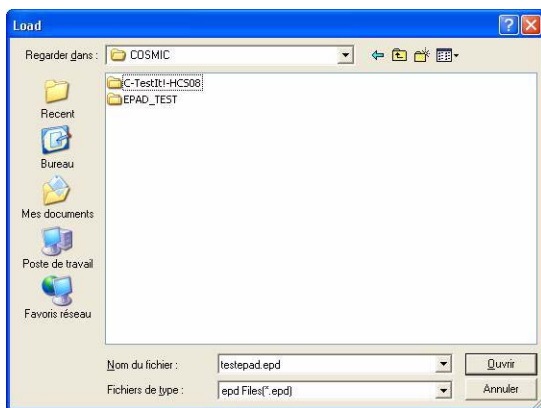 Load
Regarder dans : COSMIC
C-TestIt!-HCS08
EPAD_TEST
Recent
Bureau
Mes documents
Poste de travail
Favoris réseau
Nom du fichier : testepad.epd Ouvrir
Fichiers de type : epd Files(*.epd) Annuler